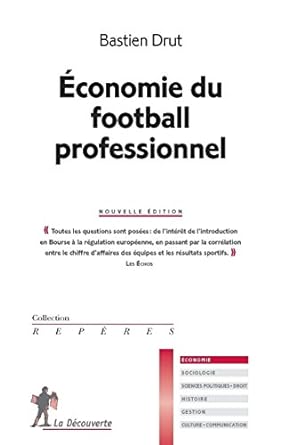 Bastien Drut
Économie du
football
professionnel
NOUVELLE ÉDITION
« Toutes les questions sont posées : de l'intérêt de l'introduction
en Bourse à la régulation européenne, en passant par la corrélation
entre le chiffre d'affaires des équipes et les résultats sportifs. »
LES ÉCHOS
Collection
REPÈRES
ÉCONOMIE
SOCIOLOGIE
SCIENCES POLITIQUES • DROIT
HISTOIRE
GESTION
CULTURE • COMMUNICATION
La Découverte